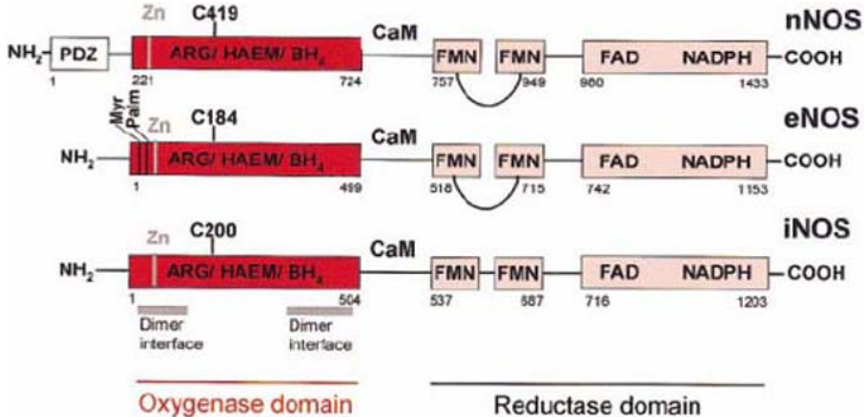 Zn C419 CaM nNOS
NH2 PDZ ARG/ HAEM/ BH4 FMN FMN FAD NADPH COOH
1 221 724 757 949 980 1433
Myr Palm Zn C184 CaM eNOS
NH2 ARG/ HAEM/ BH4 FMN FMN FAD NADPH COOH
1 499 518 715 742 1153
Zn C200 CaM iNOS
NH2 ARG/ HAEM/ BH4 FMN FMN FAD NADPH COOH
1 504 537 687 716 1203
Dimer interface Dimer interface
Oxygenase domain Reductase domain